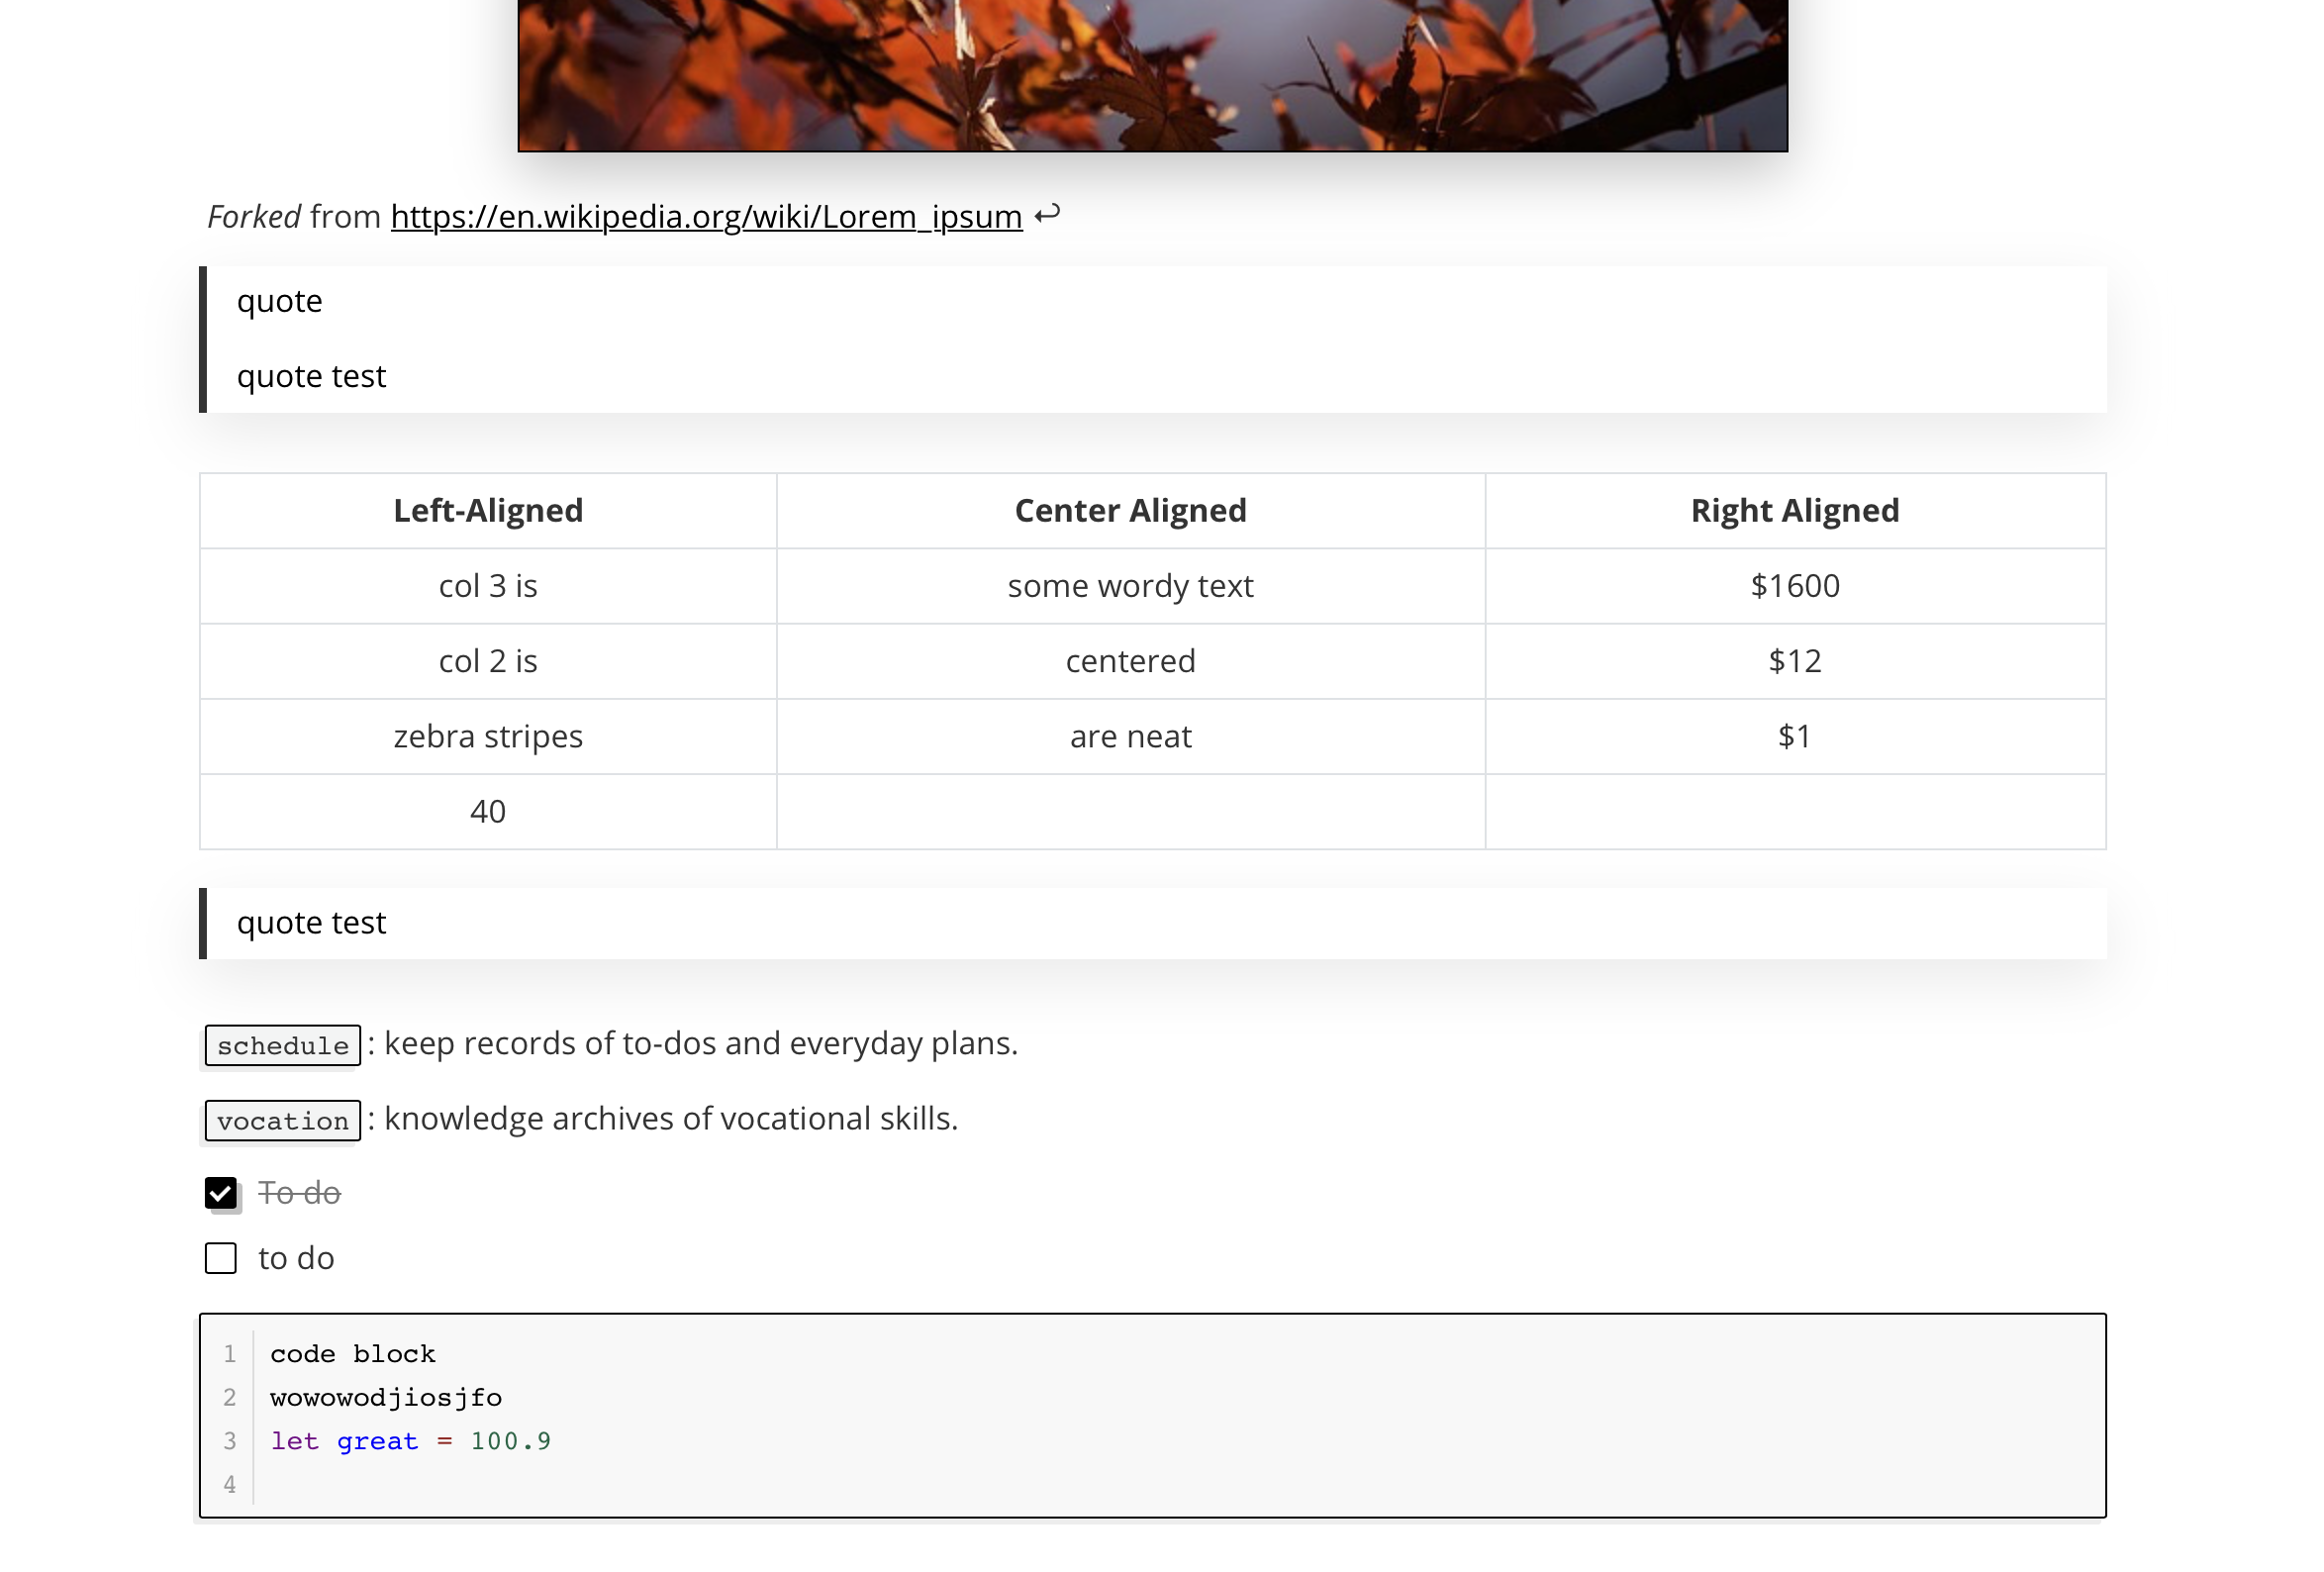 Forked from https://en.wikipedia.org/wiki/Lorem_ipsum ↩
quote
quote test
Left-Aligned Center Aligned Right Aligned
col 3 is some wordy text $1600
col 2 is centered $12
zebra stripes are neat $1
40
quote test
schedule : keep records of to-dos and everyday plans.
vocation : knowledge archives of vocational skills.
To do
to do
1 code block
2 wowowodjiosjfo
3 let great = 100.9
4